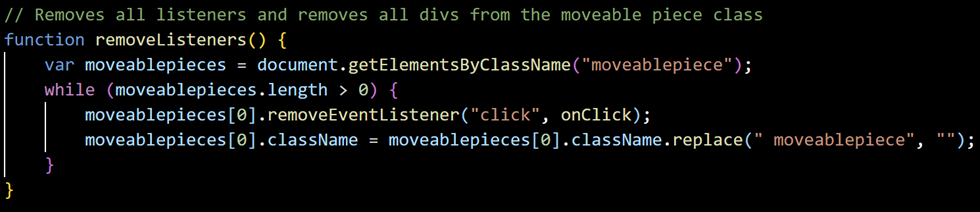 // Removes all listeners and removes all divs from the moveable piece class
function removeListeners() {
    var moveablepieces = document.getElementsByClassName("moveablepiece");
    while (moveablepieces.length > 0) {
        moveablepieces[0].removeEventListener("click", onClick);
        moveablepieces[0].className = moveablepieces[0].className.replace(" moveablepiece", "");
    }
}